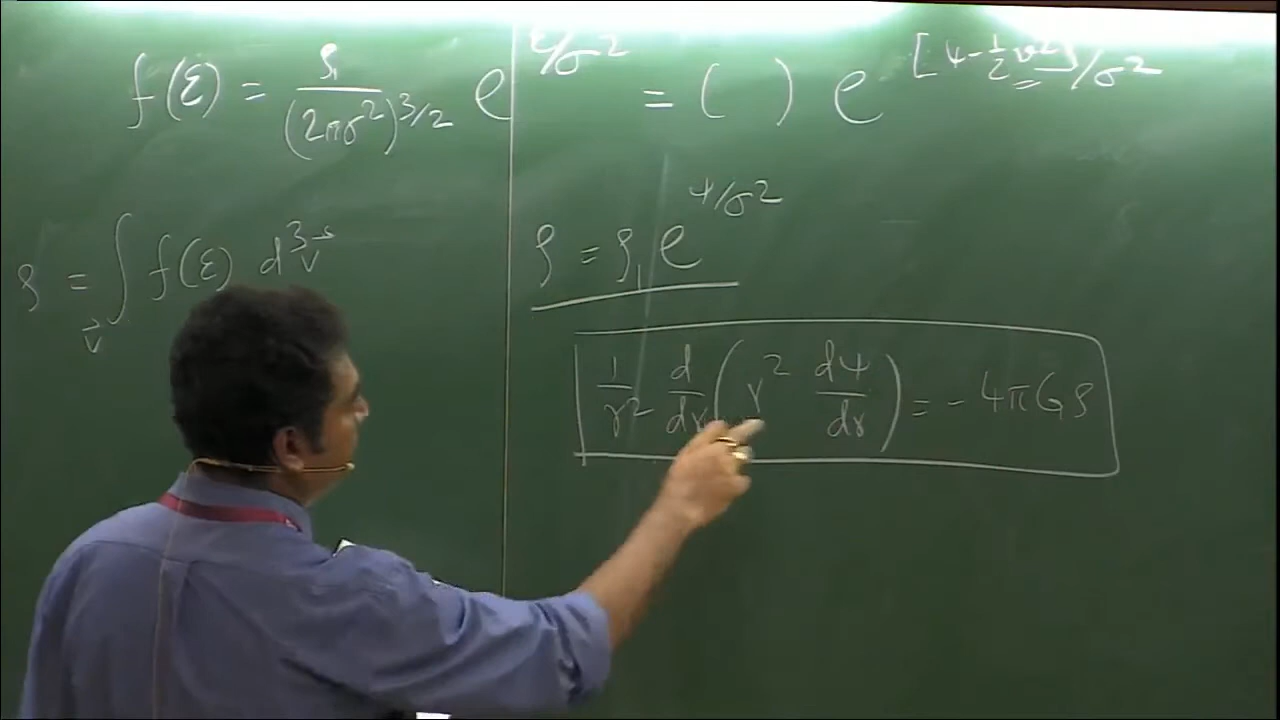 f(ε) = ρ₁/(2πσ²)^3/2 e^ε/σ² = ( ) e^[ψ-½v²]/σ²
ρ = ∫_v⃗ f(ε) d³v⃗
ρ = ρ₁ e^ψ/σ²
1/r² d/dr (r² dψ/dr) = -4πGρ